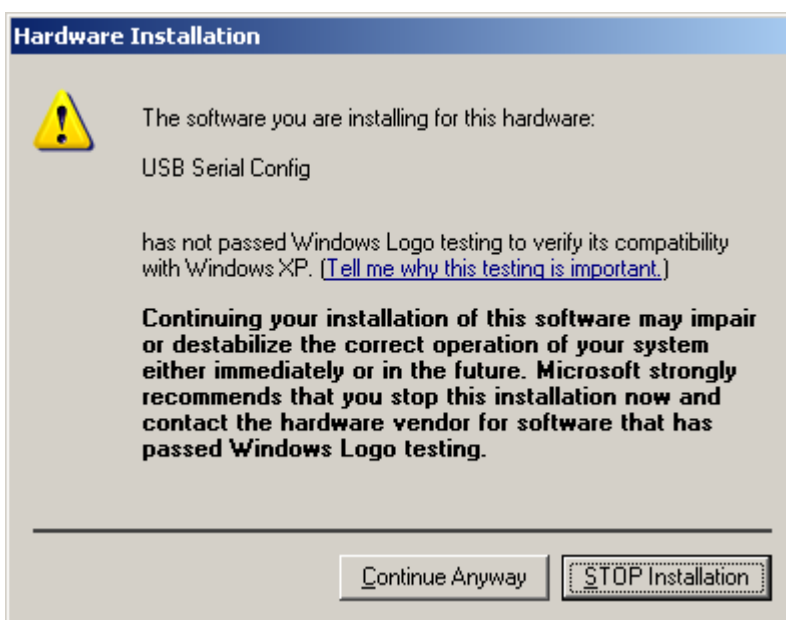 Hardware Installation
The software you are installing for this hardware:
USB Serial Config
has not passed Windows Logo testing to verify its compatibility
with Windows XP. (Tell me why this testing is important.)
Continuing your installation of this software may impair
or destabilize the correct operation of your system
either immediately or in the future. Microsoft strongly
recommends that you stop this installation now and
contact the hardware vendor for software that has
passed Windows Logo testing.
Continue Anyway STOP Installation